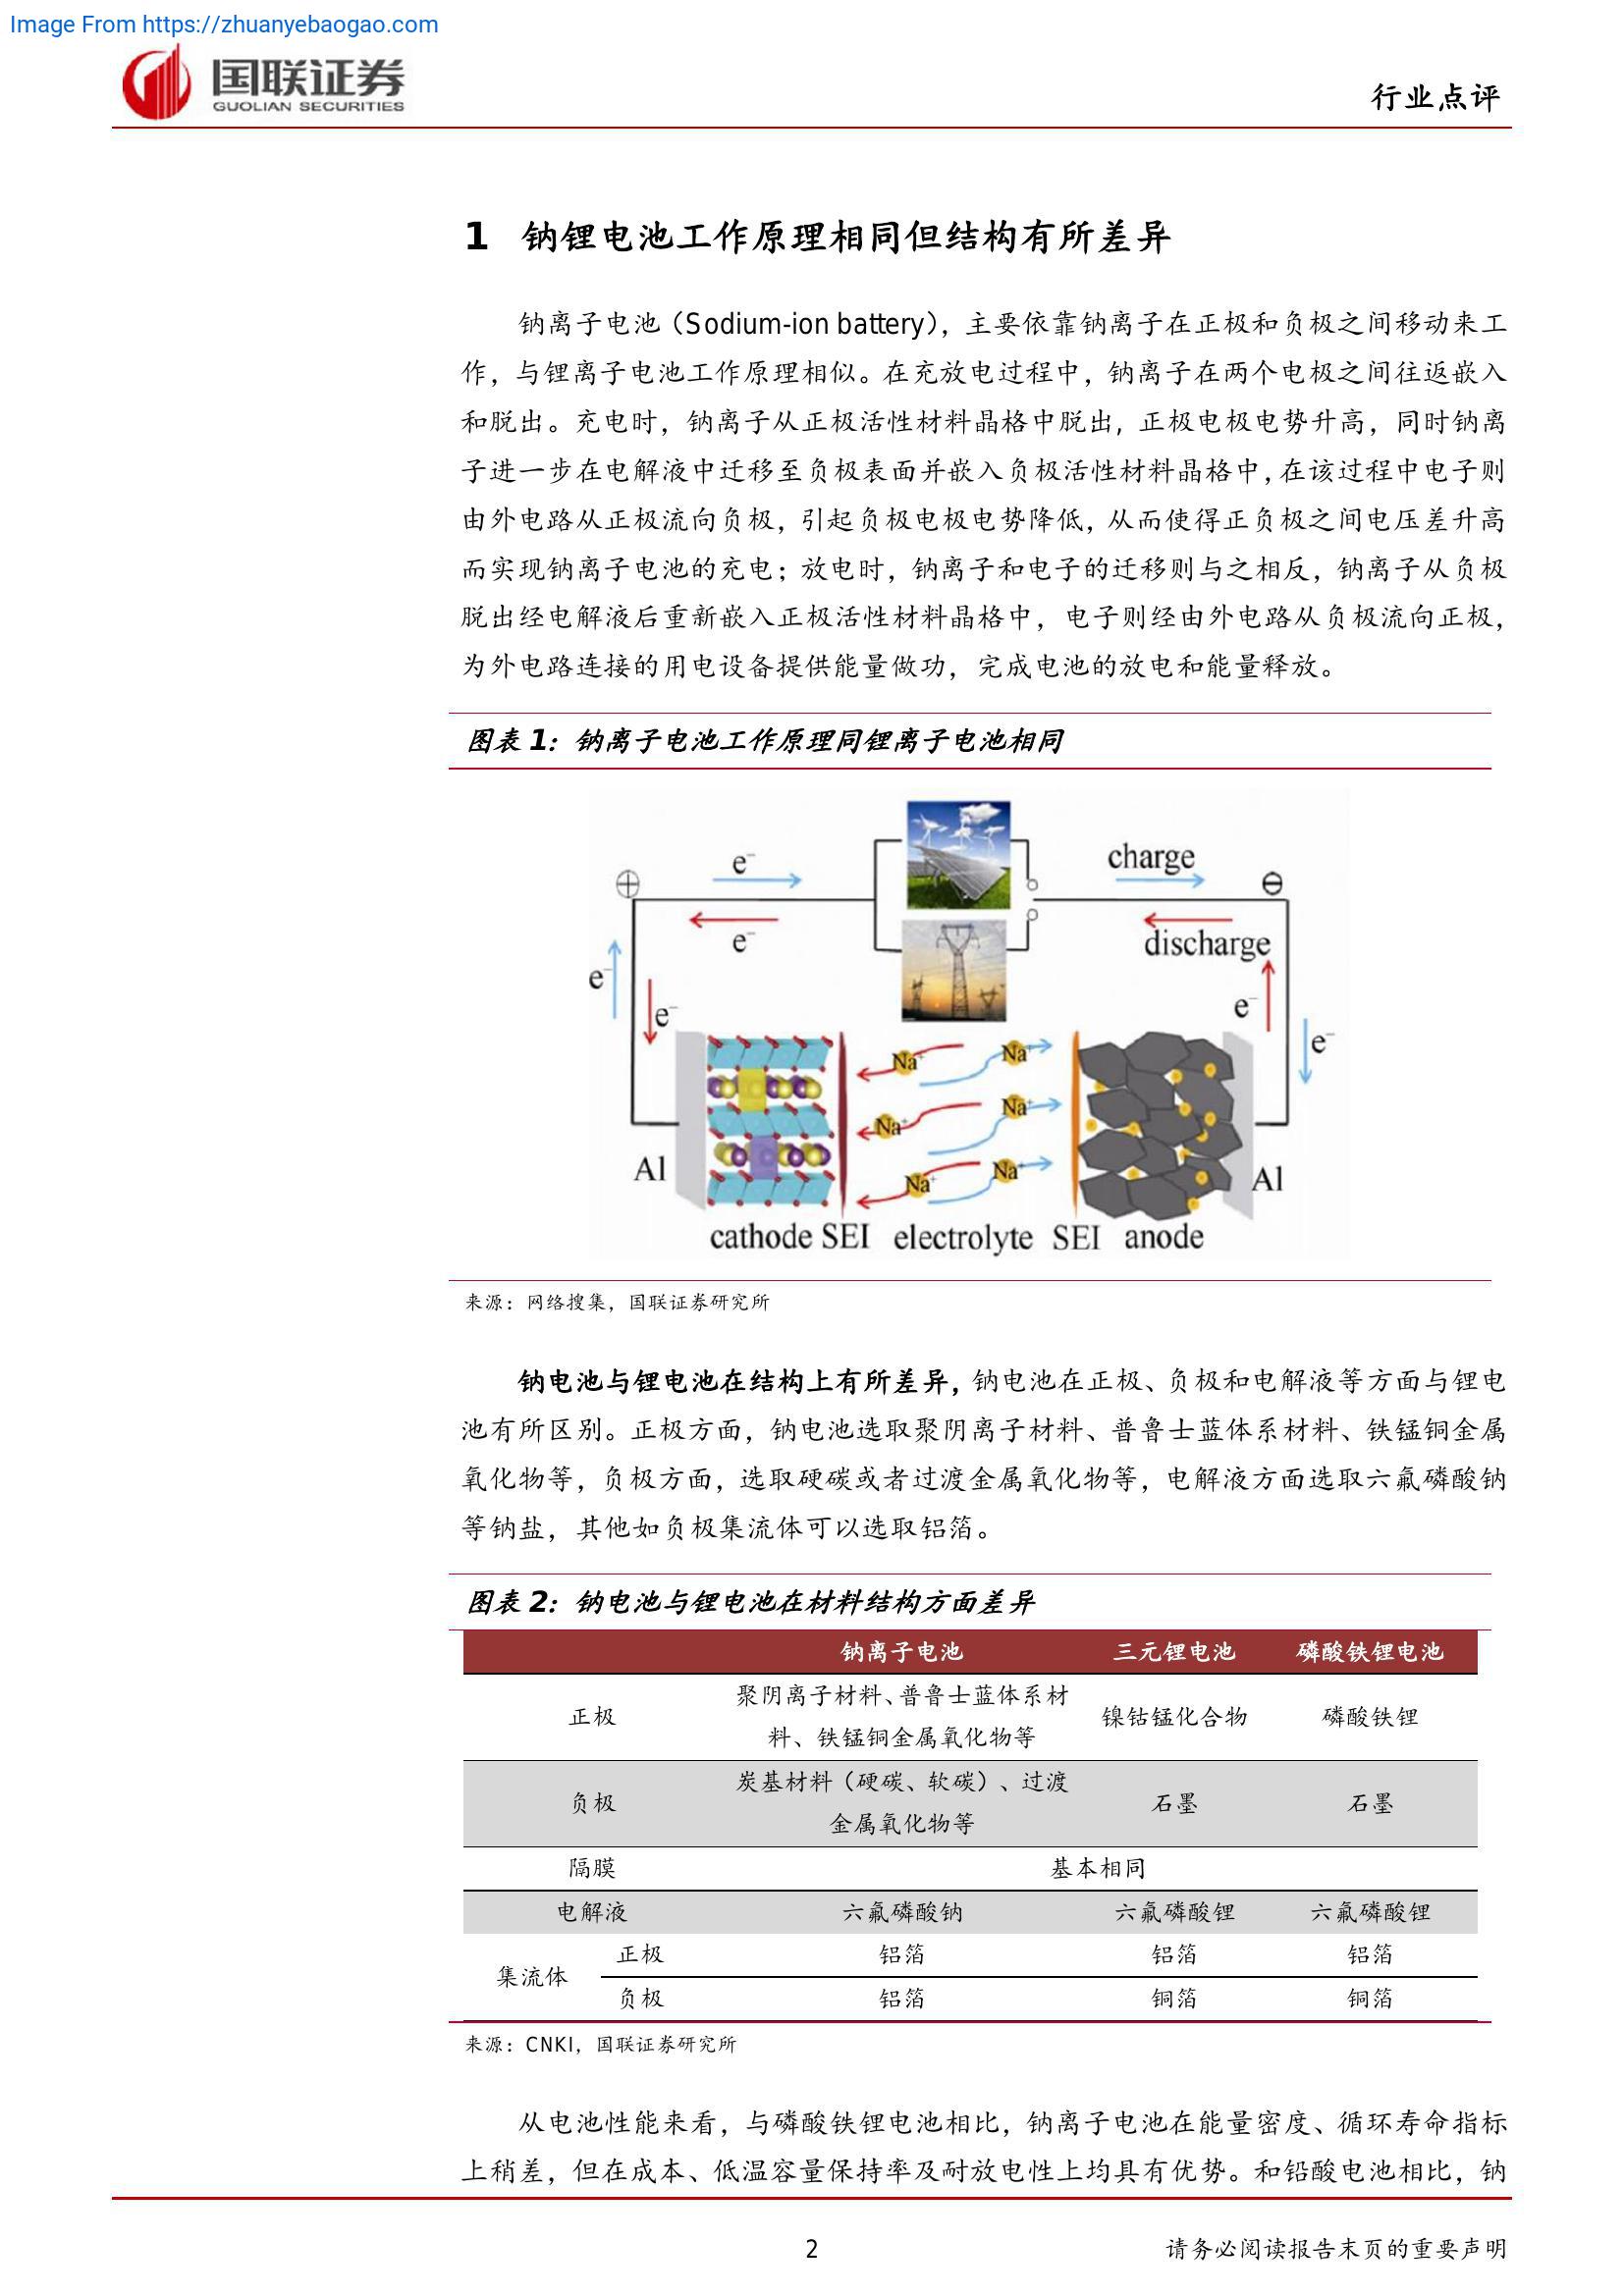 Image From https://zhuanyebaogao.com
国联证券
GUOLIAN SECURITIES
行业点评
1 钠锂电池工作原理相同但结构有所差异
钠离子电池（Sodium-ion battery），主要依靠钠离子在正极和负极之间移动来工
作，与锂离子电池工作原理相似。在充放电过程中，钠离子在两个电极之间往返嵌入
和脱出。充电时，钠离子从正极活性材料晶格中脱出，正极电极电势升高，同时钠离
子进一步在电解液中迁移至负极表面并嵌入负极活性材料晶格中，在该过程中电子则
由外电路从正极流向负极，引起负极电极电势降低，从而使得正负极之间电压差升高
而实现钠离子电池的充电；放电时，钠离子和电子的迁移则与之相反，钠离子从负极
脱出经电解液后重新嵌入正极活性材料晶格中，电子则经由外电路从负极流向正极，
为外电路连接的用电设备提供能量做功，完成电池的放电和能量释放。
图表 1：钠离子电池工作原理同锂离子电池相同
e⁻ charge
⊕ ⊖
e⁻ discharge
e⁻ e⁻ e⁻ e⁻
Na⁺ Na⁺
Na⁺ Na⁺
Na⁺ Na⁺
Al Al
cathode SEI electrolyte SEI anode
来源：网络搜集，国联证券研究所
钠电池与锂电池在结构上有所差异，钠电池在正极、负极和电解液等方面与锂电
池有所区别。正极方面，钠电池选取聚阴离子材料、普鲁士蓝体系材料、铁锰铜金属
氧化物等，负极方面，选取硬碳或者过渡金属氧化物等，电解液方面选取六氟磷酸钠
等钠盐，其他如负极集流体可以选取铝箔。
图表 2：钠电池与锂电池在材料结构方面差异
钠离子电池 三元锂电池 磷酸铁锂电池
正极 聚阴离子材料、普鲁士蓝体系材料、铁锰铜金属氧化物等 镍钴锰化合物 磷酸铁锂
负极 炭基材料（硬碳、软碳）、过渡金属氧化物等 石墨 石墨
隔膜 基本相同
电解液 六氟磷酸钠 六氟磷酸锂 六氟磷酸锂
集流体 正极 铝箔 铝箔 铝箔
负极 铝箔 铜箔 铜箔
来源：CNKI，国联证券研究所
从电池性能来看，与磷酸铁锂电池相比，钠离子电池在能量密度、循环寿命指标
上稍差，但在成本、低温容量保持率及耐放电性上均具有优势。和铅酸电池相比，钠
2 请务必阅读报告末页的重要声明